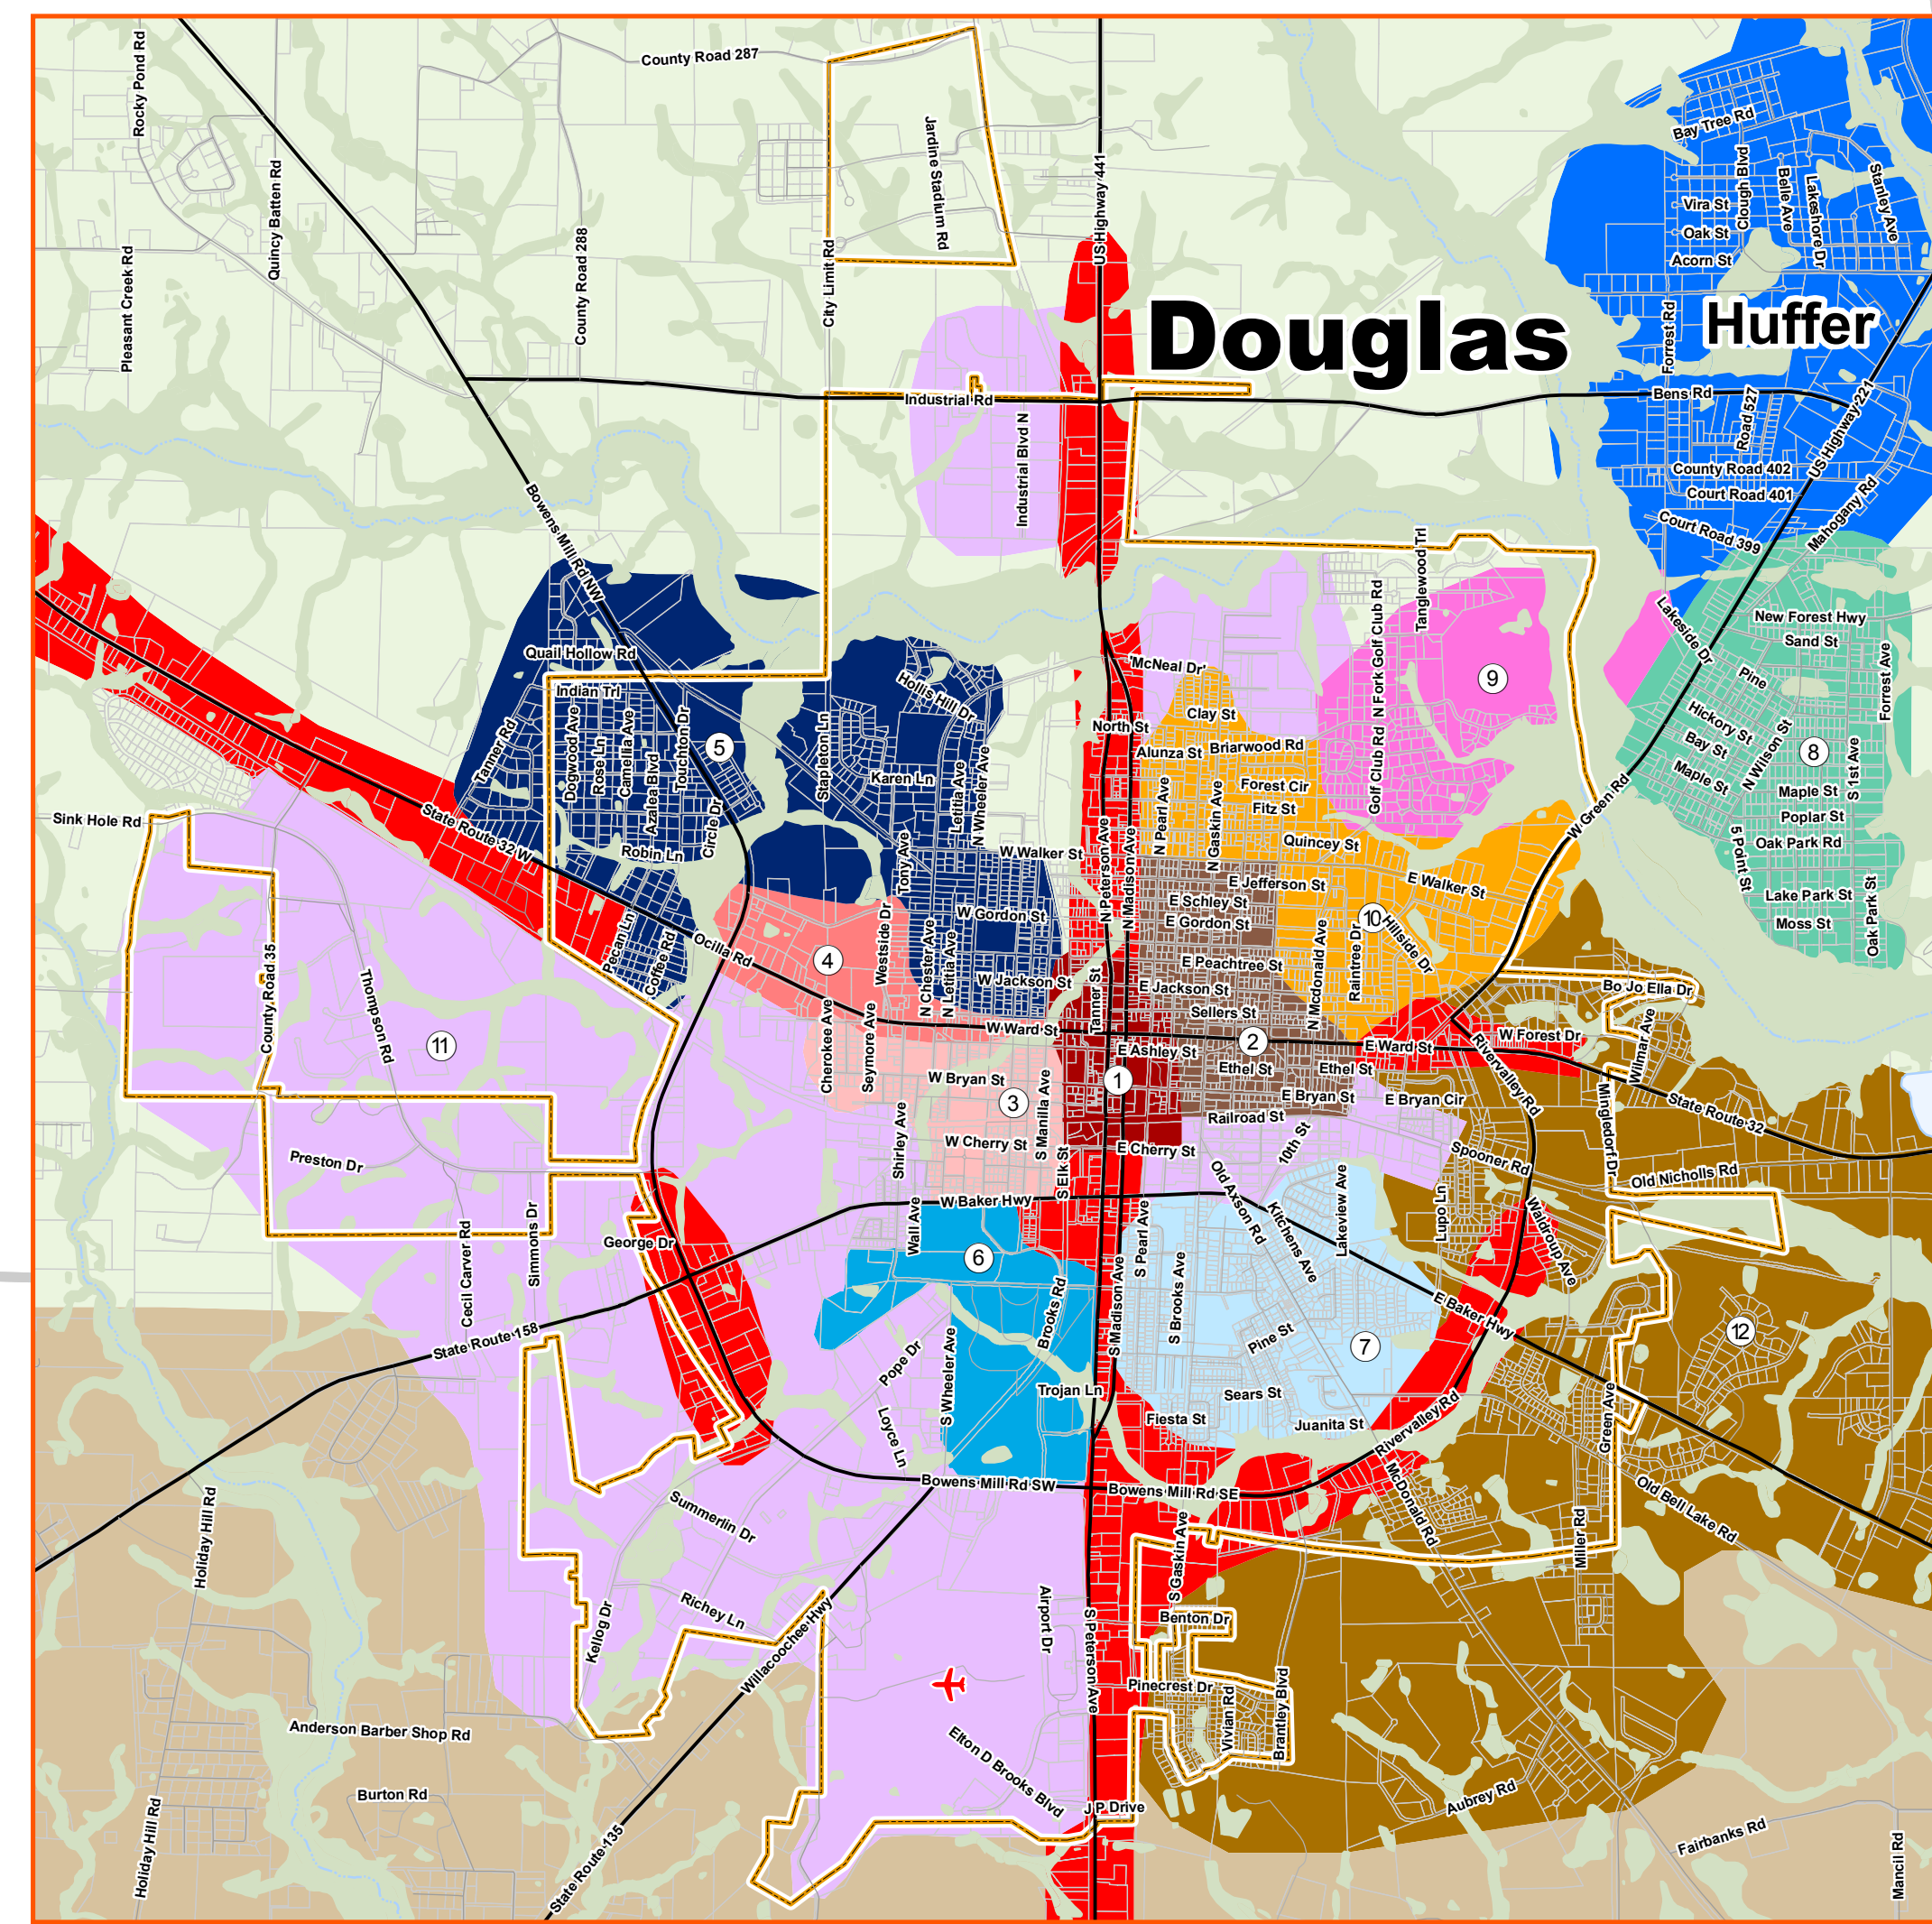 Rocky Pond Rd
County Road 287
Quincy Batten Rd
Pleasant Creek Rd
County Road 288
City Limit Rd
Jardine Stadium Rd
US Highway 441
Douglas
Huffer
Bay Tree Rd
Clough Blvd
Belle Ave
Lakeshore Dr
Stanley Ave
Vira St
Oak St
Acorn St
Forrest Rd
Industrial Rd
Industrial Blvd N
Bens Rd
Road 527
US Highway 221
County Road 402
Court Road 401
Court Road 399
Mahogany Rd
Bowens Mill Rd NW
Quail Hollow Rd
Indian Trl
Tanner Rd
Dogwood Ave
Rose Ln
Camellia Ave
Azalea Blvd
Touchton Dr
Circle Dr
5
Robin Ln
Stapleton Ln
Hollis Hill Dr
Karen Ln
Lettia Ave
N Wheeler Ave
Tony Ave
W Walker St
'McNeal Dr'
North St
Clay St
Alunza St
Briarwood Rd
Forest Cir
Fitz St
N Pearl Ave
N Gaskin Ave
Quincey St
Golf Club Rd
N Fork Golf Club Rd
Tanglewood Trl
9
Lakeside Dr
New Forest Hwy
Sand St
Pine
Hickory St
Bay St
Maple St
N Wilson St
8
Forrest Ave
S 1st Ave
Maple St
Poplar St
Oak Park Rd
5 Point St
Lake Park St
Moss St
Oak Park St
W Green Rd
Sink Hole Rd
State Route 32 W
Pecan Ln
Coffee Rd
Ocilla Rd
4
Westside Dr
N Chester Ave
N Letitia Ave
W Gordon St
W Jackson St
N Peterson Ave
N Madison Ave
Tanner St
E Jefferson St
E Schley St
E Gordon St
E Peachtree St
E Jackson St
Sellers St
N Mcdonald Ave
Raintree Dr
10
Hillside Dr
E Walker St
Bo Jo Ella Dr
Wilmar Ave
County Road 35
Thompson Rd
11
Cherokee Ave
Seymore Ave
W Ward St
E Ashley St
2
E Ward St
W Forest Dr
Rivervalley Rd
1
Ethel St
Ethel St
E Bryan St
E Bryan Cir
Railroad St
W Bryan St
3
S Manilla Ave
Shirley Ave
W Cherry St
E Cherry St
S Elk St
10th St
Mingledorf Dr
State Route 32
Spooner Rd
Old Nicholls Rd
Preston Dr
Cecil Carver Rd
Simmons Dr
George Dr
State Route 158
W Baker Hwy
Wall Ave
6
Brooks Rd
S Wheeler Ave
Pope Dr
Loyce Ln
Trojan Ln
S Madison Ave
S Pearl Ave
S Brooks Ave
Old Axson Rd
Kitchens Ave
Lakeview Ave
Lupo Ln
Waldroup Ave
E Baker Hwy
Pine St
7
Sears St
Fiesta St
Juanita St
Rivervalley Rd
12
Green Ave
Bowens Mill Rd SW
Bowens Mill Rd SE
McDonald Rd
Miller Rd
Old Bell Lake Rd
Holiday Hill Rd
Summerlin Dr
Richey Ln
Kellog Dr
Willacoochee Hwy
Airport Dr
S Peterson Ave
S Gaskin Ave
Benton Dr
Pinecrest Dr
Vivian Rd
Brantley Blvd
Anderson Barber Shop Rd
Burton Rd
Holiday Hill Rd
State Route 135
Elton D Brooks Blvd
J P Drive
Aubrey Rd
Fairbanks Rd
Mancil Rd